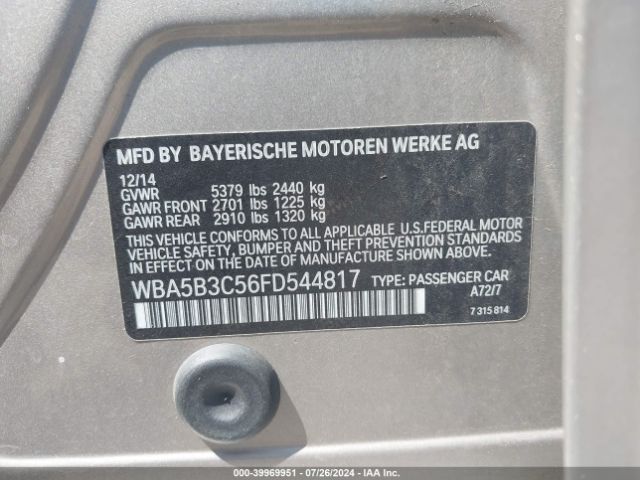 MFD BY BAYERISCHE MOTOREN WERKE AG
12/14
GVWR 5379 lbs 2440 kg
GAWR FRONT 2701 lbs 1225 kg
GAWR REAR 2910 lbs 1320 kg
THIS VEHICLE CONFORMS TO ALL APPLICABLE U.S.FEDERAL MOTOR
VEHICLE SAFETY, BUMPER AND THEFT PREVENTION STANDARDS
IN EFFECT ON THE DATE OF MANUFACTURE SHOWN ABOVE.
WBA5B3C56FD544817 TYPE: PASSENGER CAR
A72/7
7 315 814
000-39969951 - 07/26/2024 - IAA Inc.